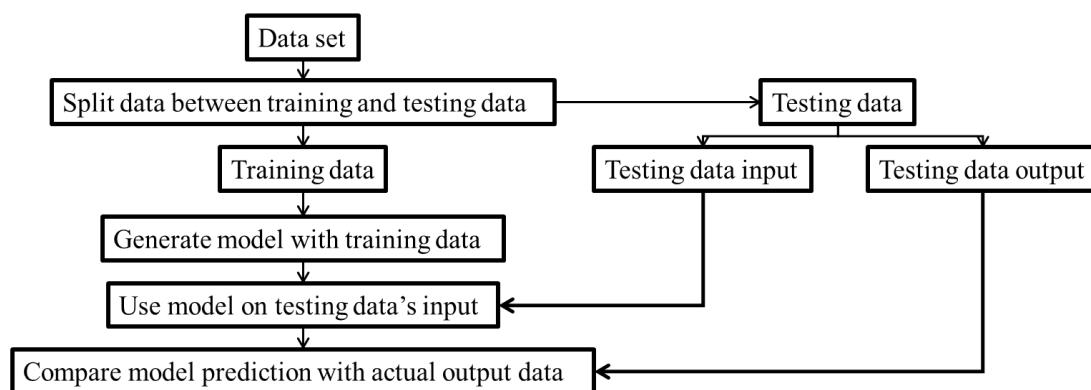 Data set
Split data between training and testing data
Testing data
Training data
Testing data input
Testing data output
Generate model with training data
Use model on testing data's input
Compare model prediction with actual output data